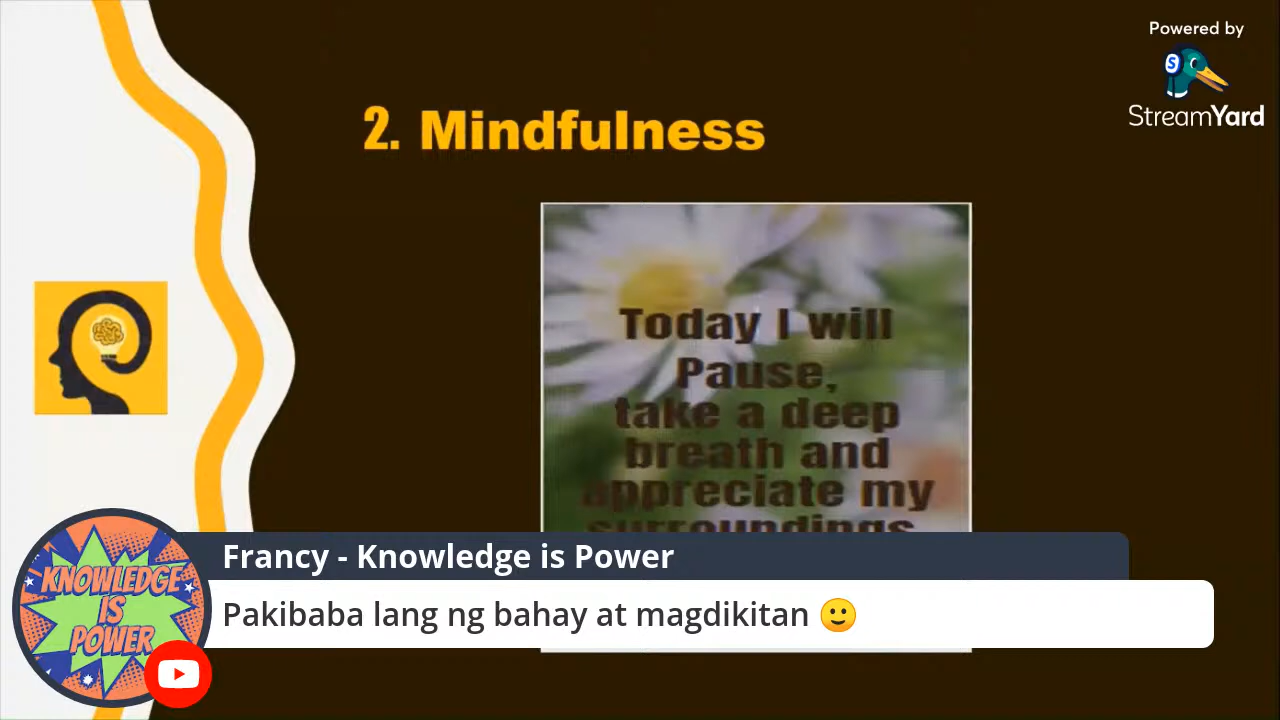 Powered by
StreamYard
2. Mindfulness
Today I will
Pause,
take a deep
breath and
appreciate my
surroundings.
Francy - Knowledge is Power
Pakibaba lang ng bahay at magdikitan 🙂
KNOWLEDGE
IS
POWER